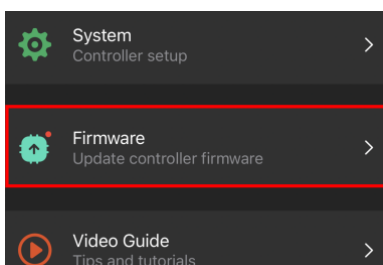 System
Controller setup
Firmware
Update controller firmware
Video Guide
Tips and tutorials